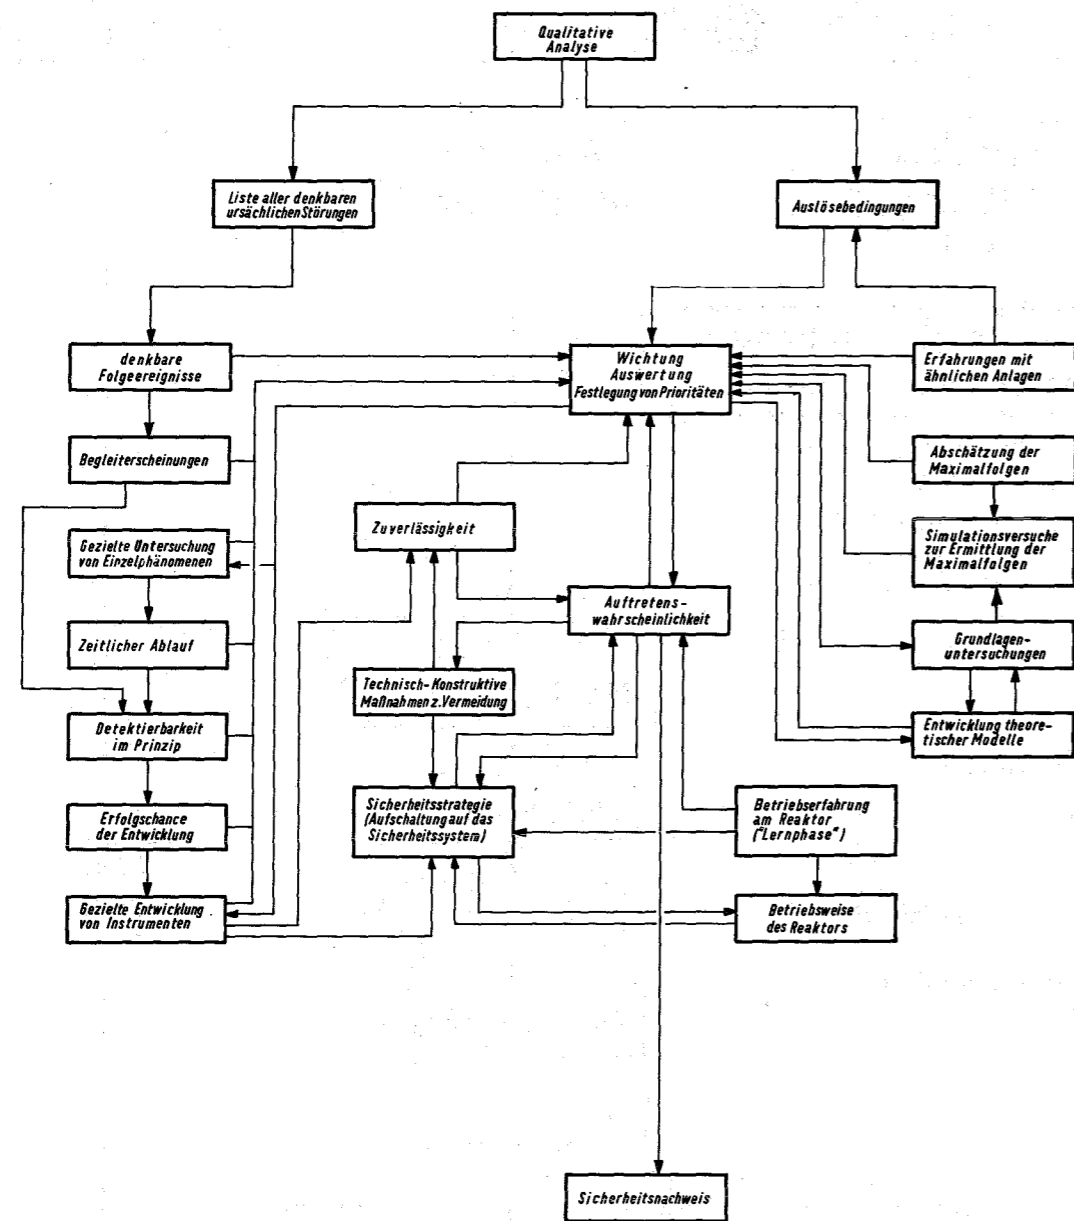 Qualitative
Analyse
Liste aller denkbaren
ursächlichen Störungen
Auslösebedingungen
denkbare
Folgeereignisse
Wichtung
Auswertung
Festlegung von Prioritäten
Erfahrungen mit
ähnlichen Anlagen
Begleiterscheinungen
Abschätzung der
Maximalfolgen
Zuverlässigkeit
Gezielte Untersuchung
von Einzelphänomenen
Simulationsversuche
zur Ermittlung der
Maximalfolgen
Auftretens-
wahrscheinlichkeit
Zeitlicher Ablauf
Grundlagen-
untersuchungen
Technisch-Konstruktive
Maßnahmen z. Vermeidung
Detektierbarkeit
im Prinzip
Entwicklung theore-
tischer Modelle
Sicherheitsstrategie
(Aufschaltung auf das
Sicherheitssystem)
Betriebserfahrung
am Reaktor
("Lernphase")
Erfolgschance
der Entwicklung
Gezielte Entwicklung
von Instrumenten
Betriebsweise
des Reaktors
Sicherheitsnachweis